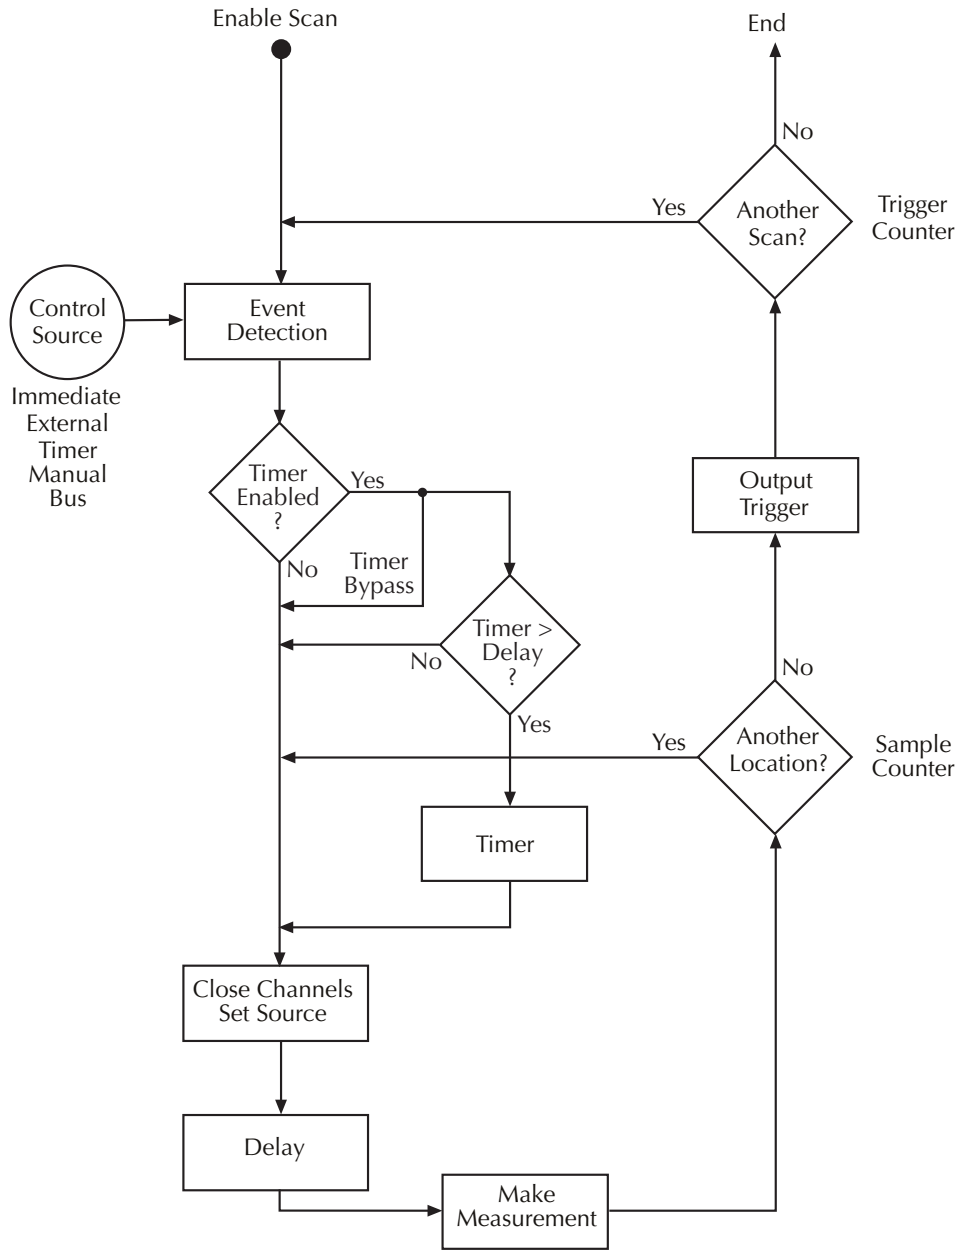 Enable Scan
End
No
Yes
Another
Scan?
Trigger
Counter
Control
Source
Event
Detection
Immediate
External
Timer
Manual
Bus
Timer
Enabled
?
Yes
Output
Trigger
No
Timer
Bypass
Timer >
Delay
?
No
No
Yes
Yes
Another
Location?
Sample
Counter
Timer
Close Channels
Set Source
Delay
Make
Measurement